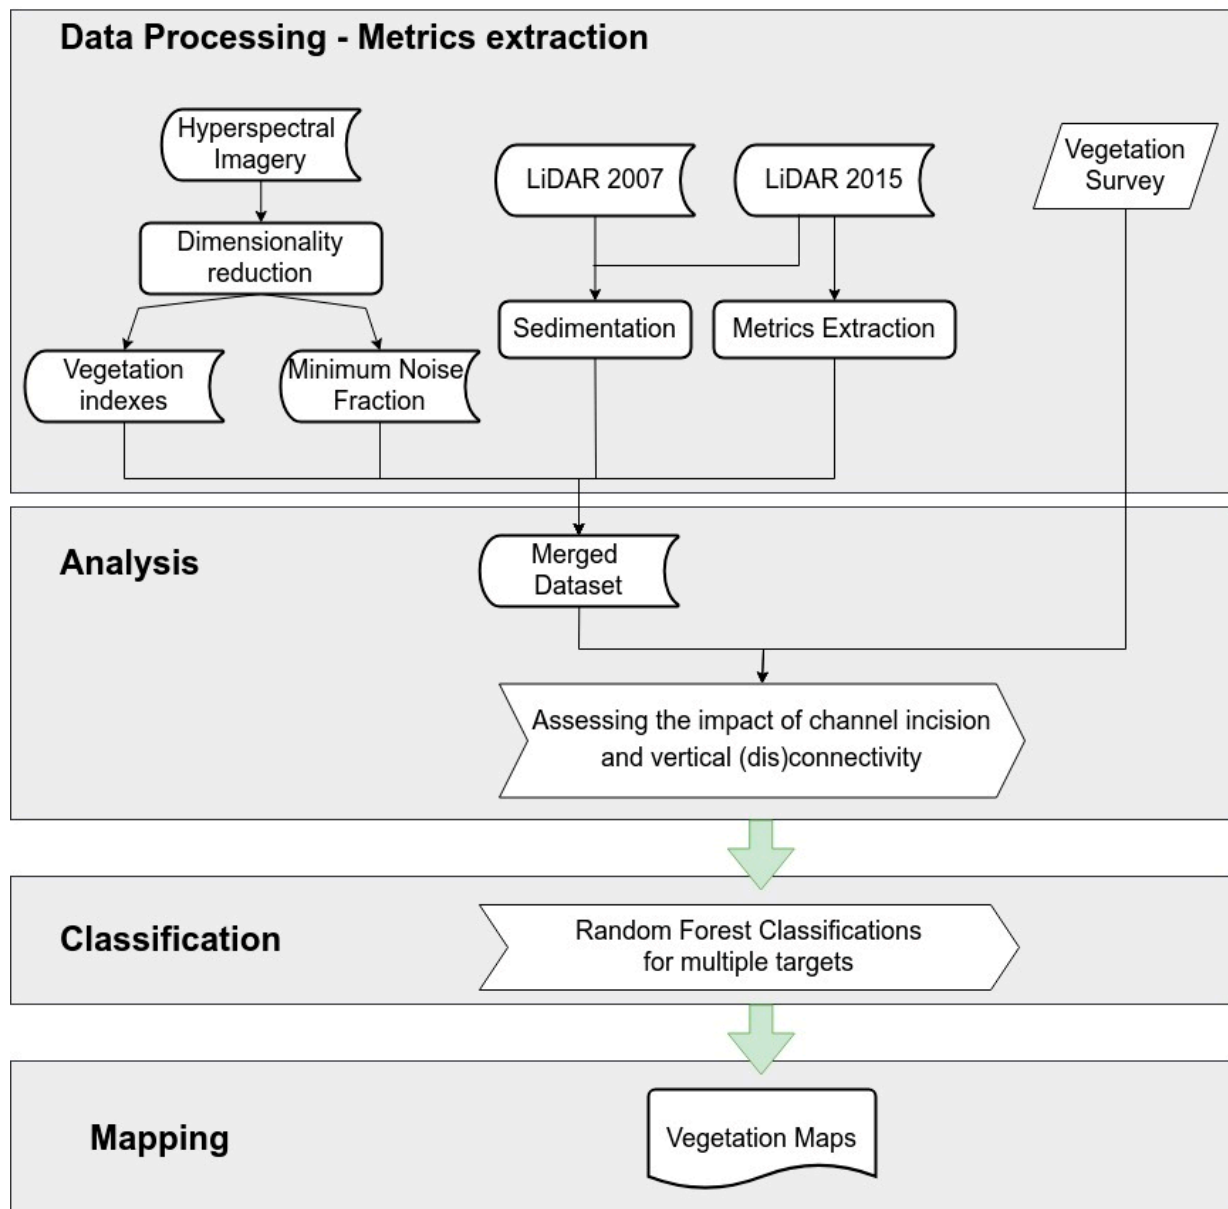 Data Processing - Metrics extraction
Hyperspectral
Imagery
LiDAR 2007
LiDAR 2015
Vegetation
Survey
Dimensionality
reduction
Sedimentation
Metrics Extraction
Vegetation
indexes
Minimum Noise
Fraction
Analysis
Merged
Dataset
Assessing the impact of channel incision
and vertical (dis)connectivity
Classification
Random Forest Classifications
for multiple targets
Mapping
Vegetation Maps